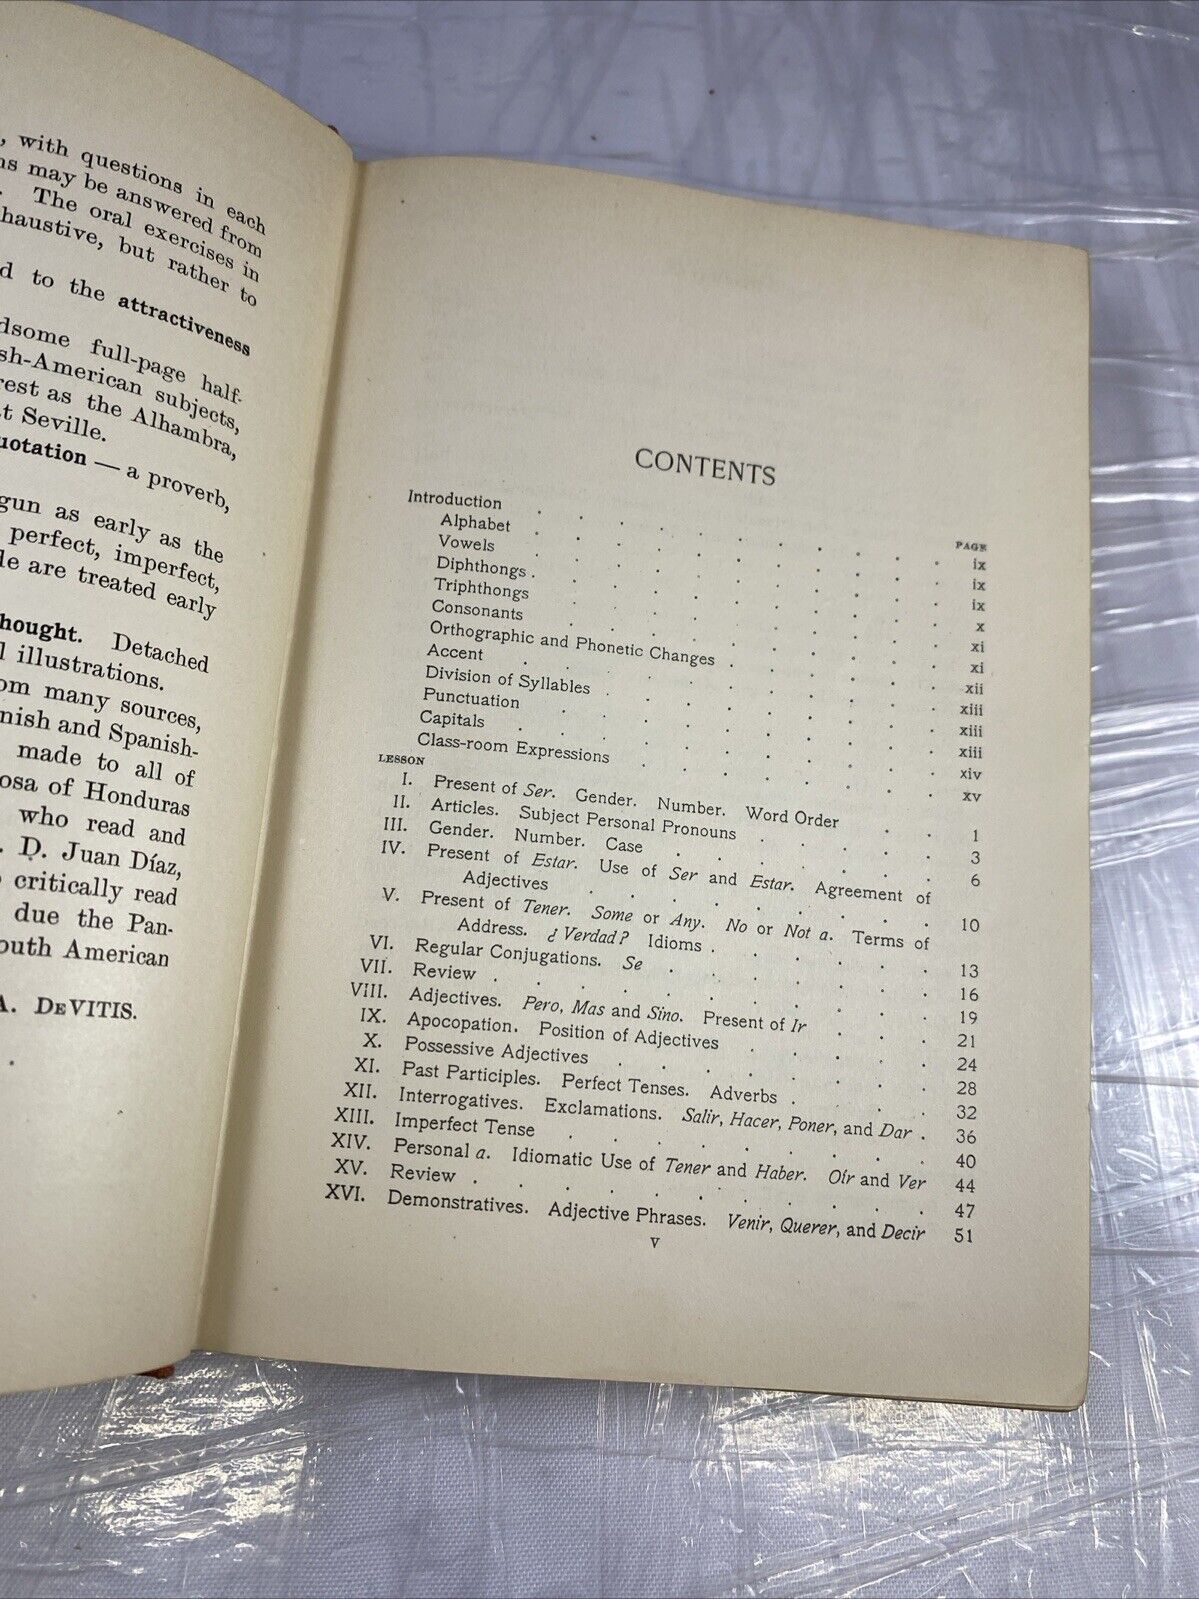 , with questions in each
may be answered from
The oral exercises in
haustive, but rather to
d to the attractiveness
dsome full-page half-
sh-American subjects,
rest as the Alhambra,
t Seville.
uotation — a proverb,
gun as early as the
perfect, imperfect,
le are treated early
hought. Detached
l illustrations.
om many sources,
nish and Spanish-
made to all of
osa of Honduras
who read and
. D. Juan Díaz,
critically read
due the Pan-
outh American
A. DeVITIS.
CONTENTS
PAGE
Introduction . . . . . . . . . . . ix
Alphabet . . . . . . . . . . . ix
Vowels . . . . . . . . . . . ix
Diphthongs . . . . . . . . . . x
Triphthongs . . . . . . . . . . xi
Consonants . . . . . . . . . . xi
Orthographic and Phonetic Changes . . . . . . xii
Accent . . . . . . . . . . . xiii
Division of Syllables . . . . . . . . . xiii
Punctuation . . . . . . . . . . xiii
Capitals . . . . . . . . . . . xiv
Class-room Expressions . . . . . . . . xv
LESSON
I. Present of Ser. Gender. Number. Word Order . . 1
II. Articles. Subject Personal Pronouns . . . . . 3
III. Gender. Number. Case . . . . . . . 6
IV. Present of Estar. Use of Ser and Estar. Agreement of
Adjectives . . . . . . . . . 10
V. Present of Tener. Some or Any. No or Not a. Terms of
Address. ¿Verdad? Idioms . . . . . . 13
VI. Regular Conjugations. Se . . . . . . . 16
VII. Review . . . . . . . . . . . 19
VIII. Adjectives. Pero, Mas and Sino. Present of Ir . . . 21
IX. Apocopation. Position of Adjectives . . . . . 24
X. Possessive Adjectives . . . . . . . . 28
XI. Past Participles. Perfect Tenses. Adverbs . . . . 32
XII. Interrogatives. Exclamations. Salir, Hacer, Poner, and Dar . 36
XIII. Imperfect Tense . . . . . . . . . 40
XIV. Personal a. Idiomatic Use of Tener and Haber. Oír and Ver 44
XV. Review . . . . . . . . . . . 47
XVI. Demonstratives. Adjective Phrases. Venir, Querer, and Decir 51
v